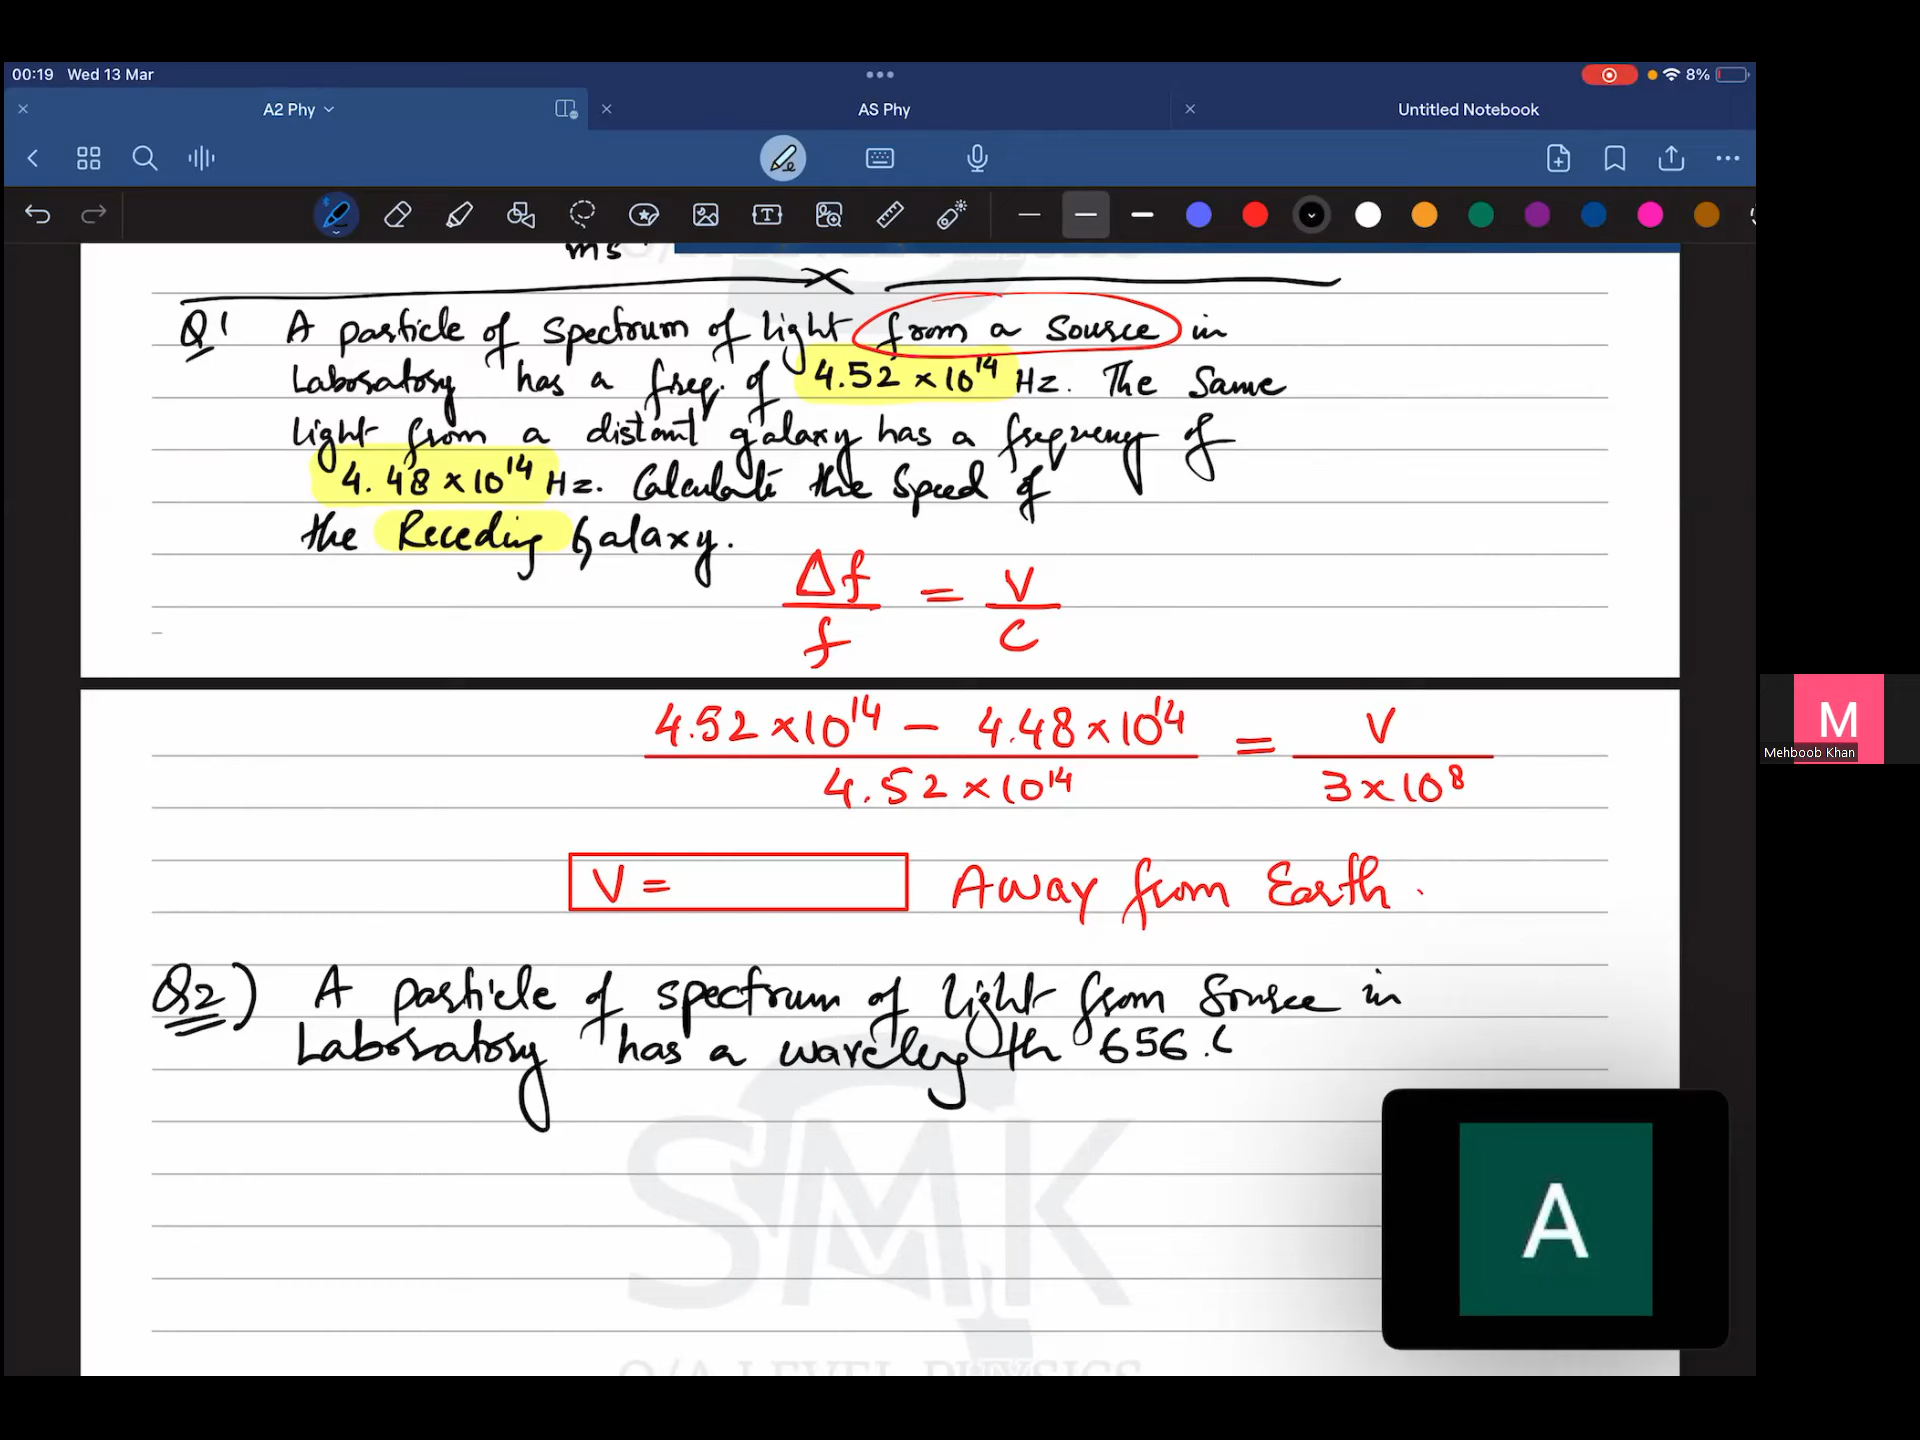 00:19 Wed 13 Mar
8%
A2 Phy
AS Phy
Untitled Notebook
ms
Q1 A particle of spectrum of light from a source in
Laboratory has a freq. of 4.52 × 10¹⁴ Hz. The same
light from a distant galaxy has a frequency of
4.48 × 10¹⁴ Hz. Calculate the speed of
the Receding Galaxy.
Δf/f = V/C
(4.52 × 10¹⁴ – 4.48 × 10¹⁴)/(4.52 × 10¹⁴) = V/(3 × 10⁸)
V = Away from Earth.
Q2) A particle of spectrum of light from source in
Laboratory has a wavelength 656.
SMK
O/A LEVEL PHYSICS
M
Mehboob Khan
A